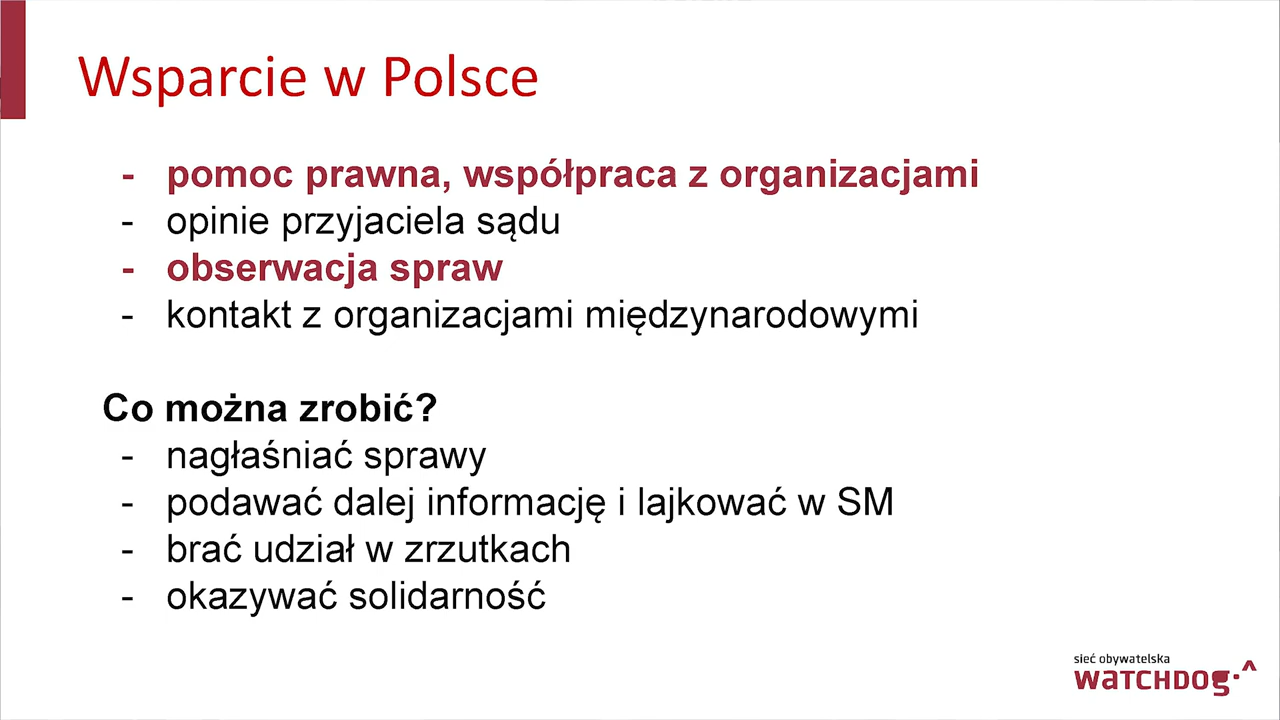 Wsparcie w Polsce
- pomoc prawna, współpraca z organizacjami
- opinie przyjaciela sądu
- obserwacja spraw
- kontakt z organizacjami międzynarodowymi
Co można zrobić?
- nagłaśniać sprawy
- podawać dalej informację i lajkować w SM
- brać udział w zrzutkach
- okazywać solidarność
sieć obywatelska
WATCHDOG.^